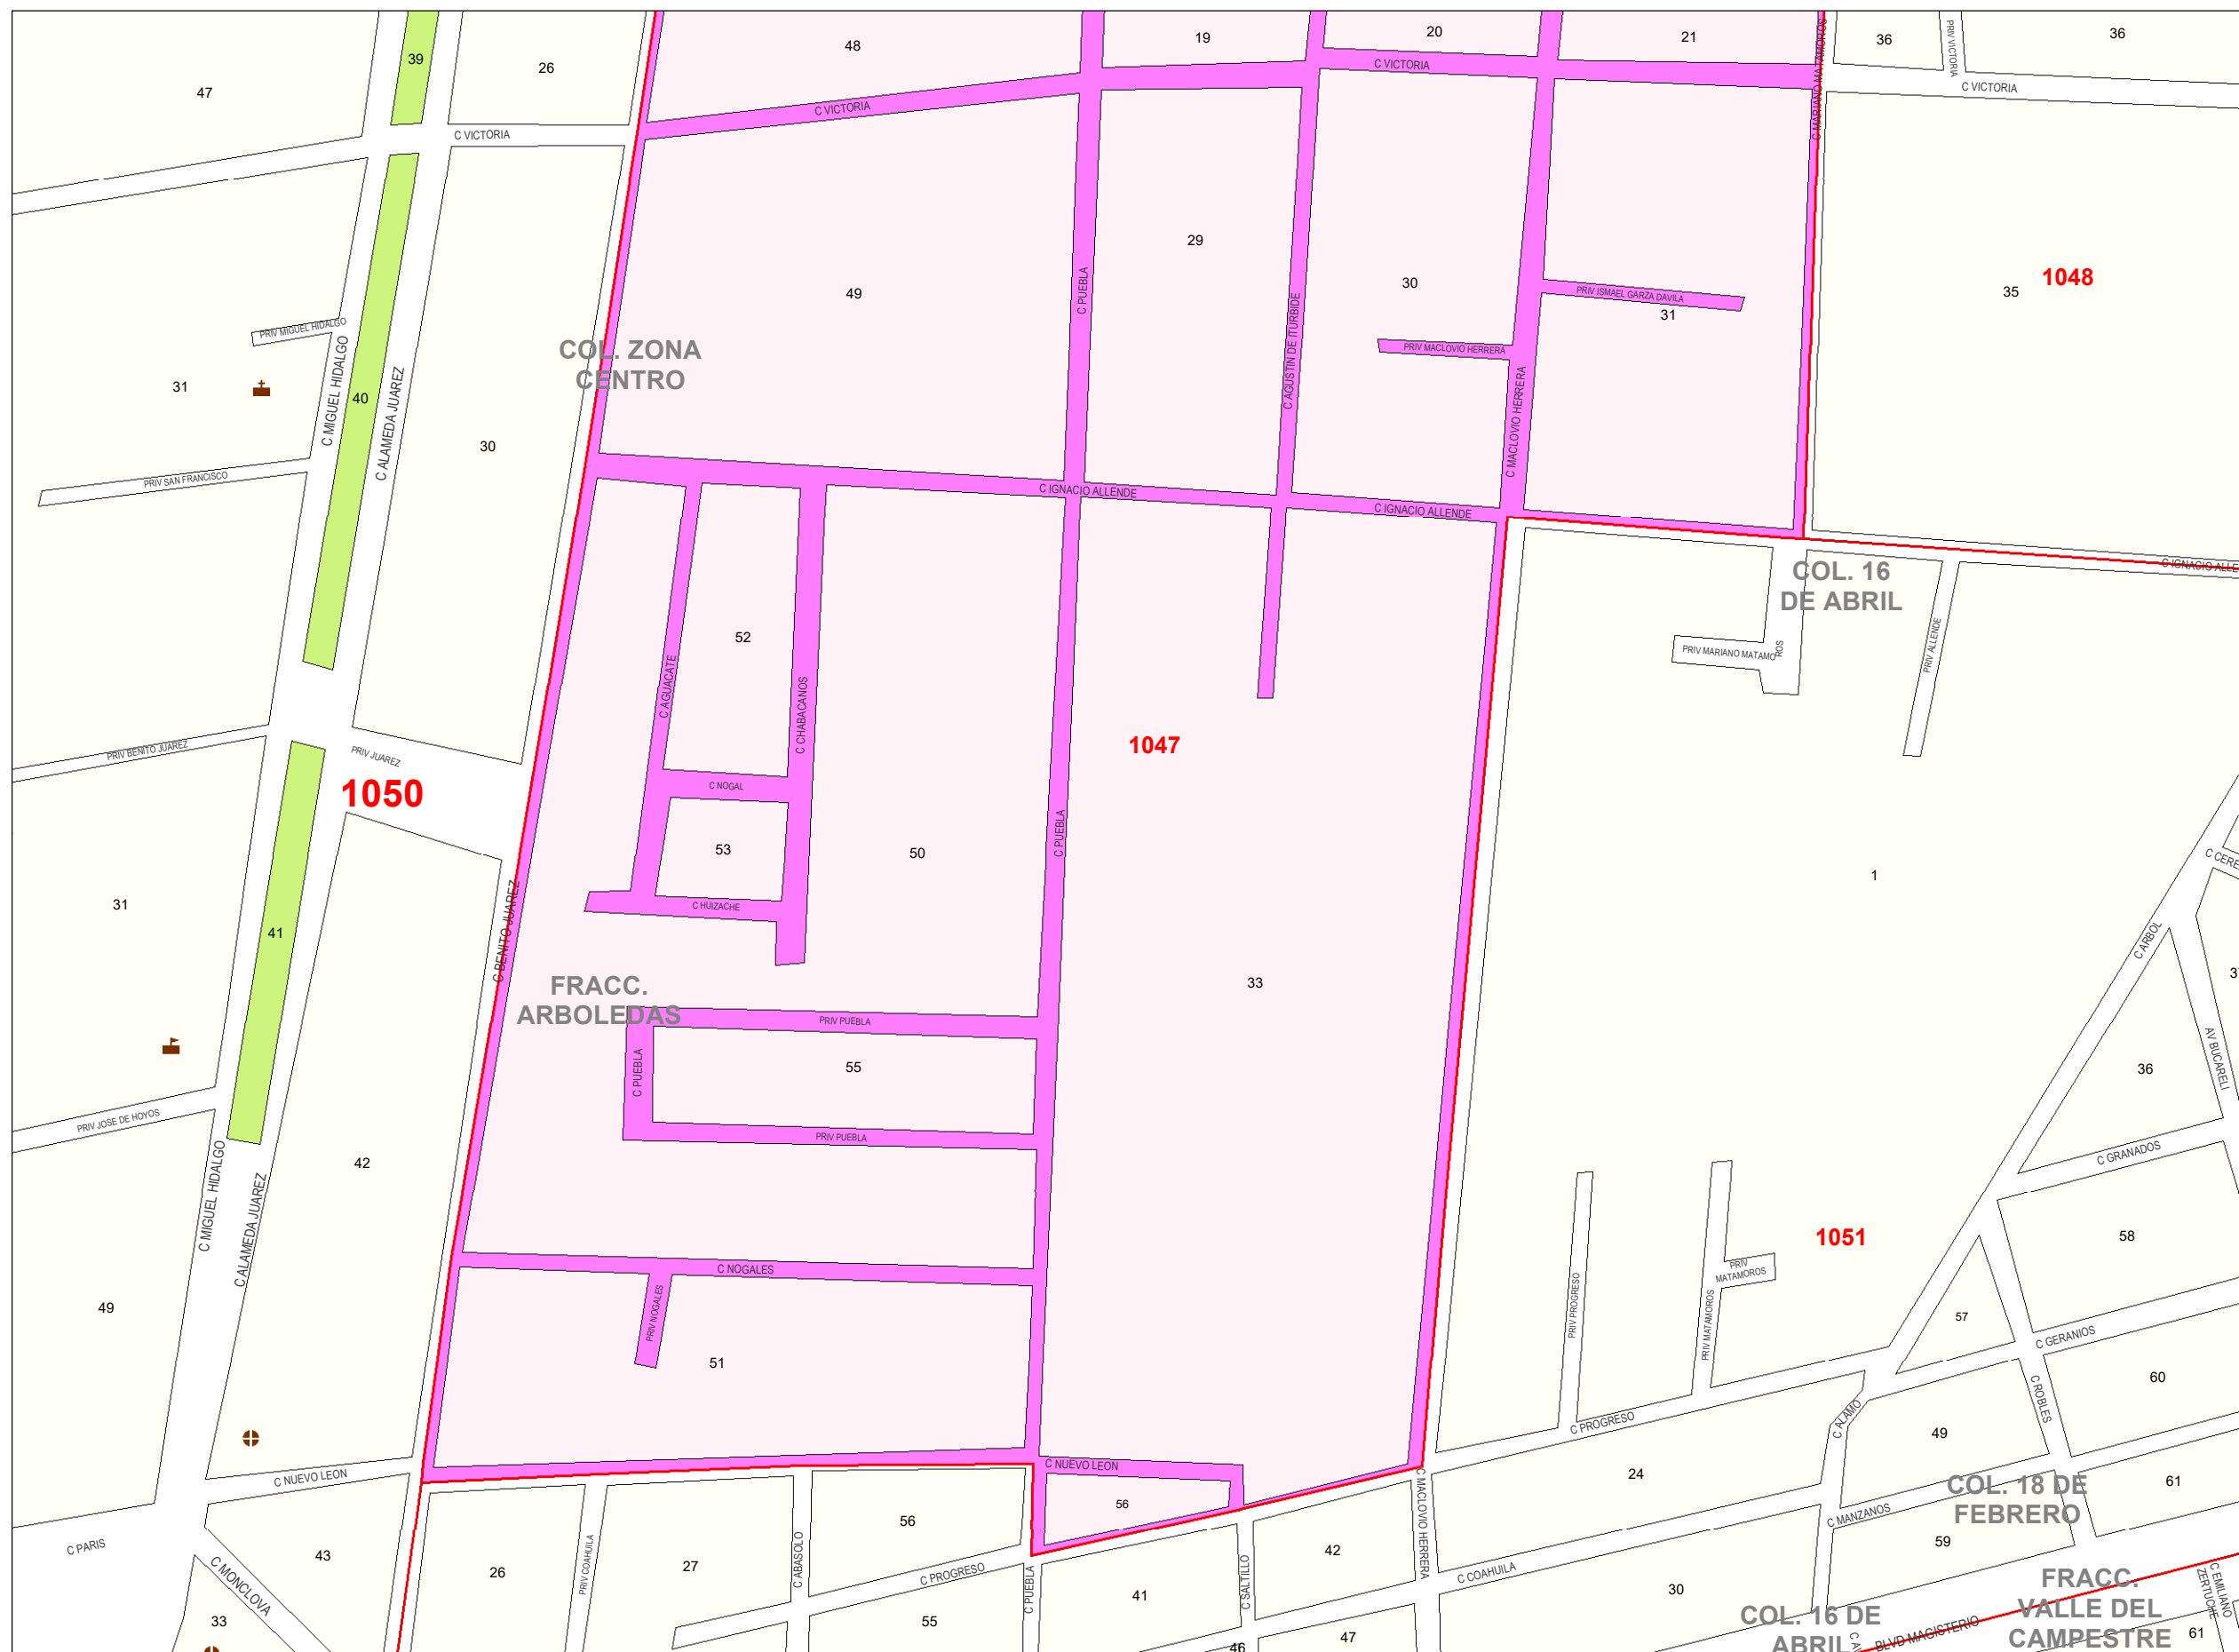 47
39
26
48
19
20
21
C MARIANO MATAMOROS
36
PRIV VICTORIA
36
C VICTORIA
C VICTORIA
C VICTORIA
C VICTORIA
PRIV MIGUEL HIDALGO
31
C MIGUEL HIDALGO
40
C ALAMEDA JUAREZ
30
COL. ZONA
CENTRO
49
C PUEBLA
29
C AGUSTIN DE ITURBIDE
30
PRIV MACLOVIO HERRERA
C MACLOVIO HERRERA
PRIV ISMAEL GARZA DAVILA
31
35
1048
PRIV SAN FRANCISCO
C IGNACIO ALLENDE
C IGNACIO ALLENDE
COL. 16
DE ABRIL
PRIV MARIANO MATAMOROS
PRIV ALLENDE
52
C AGUACATE
C CHABACANOS
C NOGAL
53
C HUIZACHE
50
C PUEBLA
1047
33
1
PRIV BENITO JUAREZ
PRIV JUAREZ
1050
31
41
C BENITO JUAREZ
FRACC.
ARBOLEDAS
PRIV PUEBLA
C PUEBLA
55
PRIV PUEBLA
C ARBOL
36
AV BUCARELI
C GRANADOS
58
PRIV JOSE DE HOYOS
C MIGUEL HIDALGO
C ALAMEDA JUAREZ
42
49
C NOGALES
PRIV NOGALES
51
1051
PRIV PROGRESO
PRIV MATAMOROS
PRIV
MATAMOROS
57
C GERANIOS
60
C ROBLES
C ALAMO
49
C PROGRESO
24
C NUEVO LEON
C NUEVO LEON
56
C MACLOVIO HERRERA
COL. 18 DE
FEBRERO
61
C MANZANOS
59
C PARIS
C MONCLOVA
43
33
26
PRIV COAHUILA
27
C ABASOLO
56
C PROGRESO
55
C PUEBLA
41
C SALTILLO
42
46
47
C COAHUILA
30
COL. 16 DE
ABRIL
BLVD MAGISTERIO
FRACC.
VALLE DEL
CAMPESTRE
C EMILIANO
ZERTUCHE
61